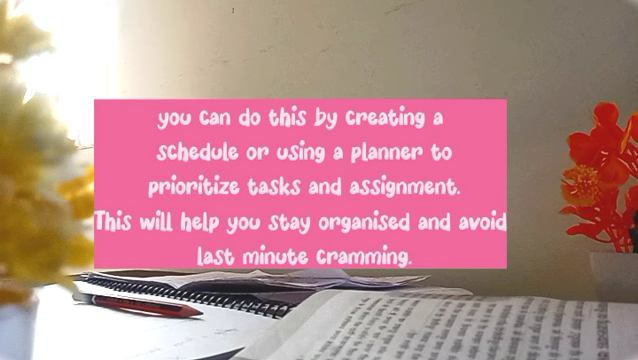 you can do this by creating a
schedule or using a planner to
prioritize tasks and assignment.
This will help you stay organised and avoid
last minute cramming.